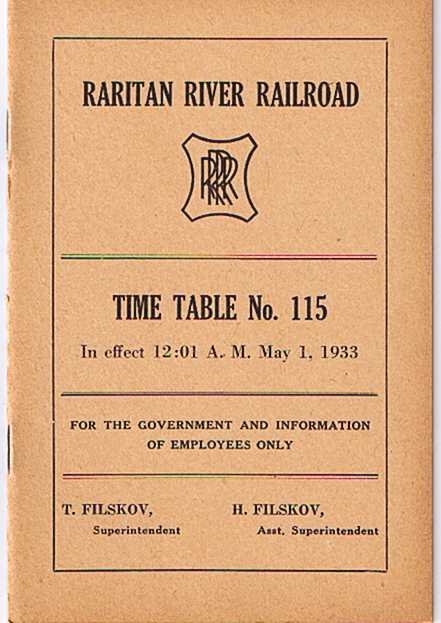 RARITAN RIVER RAILROAD
RRRR
TIME TABLE No. 115
In effect 12:01 A. M. May 1, 1933
FOR THE GOVERNMENT AND INFORMATION
OF EMPLOYEES ONLY
T. FILSKOV, H. FILSKOV,
Superintendent Asst. Superintendent